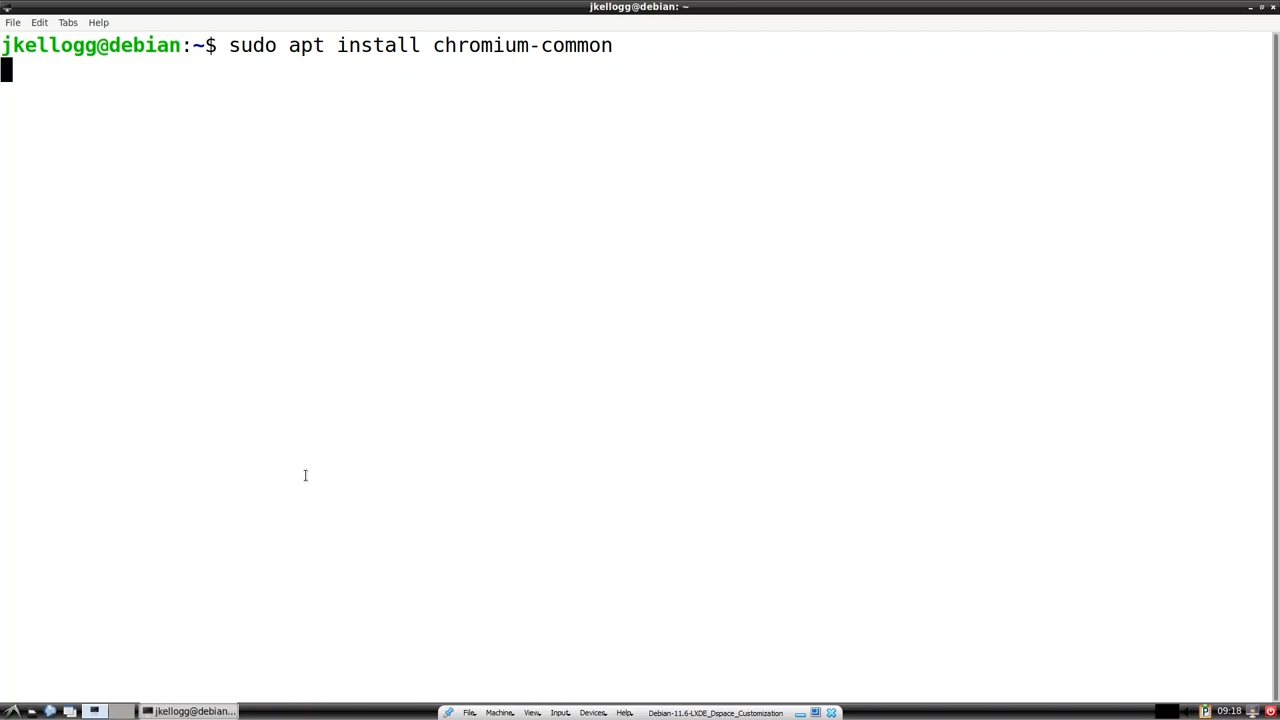 jkellogg@debian: ~
File Edit Tabs Help
jkellogg@debian:~$ sudo apt install chromium-common
jkellogg@debian...
File Machine View Input Devices Help Debian-11.6-LXDE_Dspace_Customization
09:18